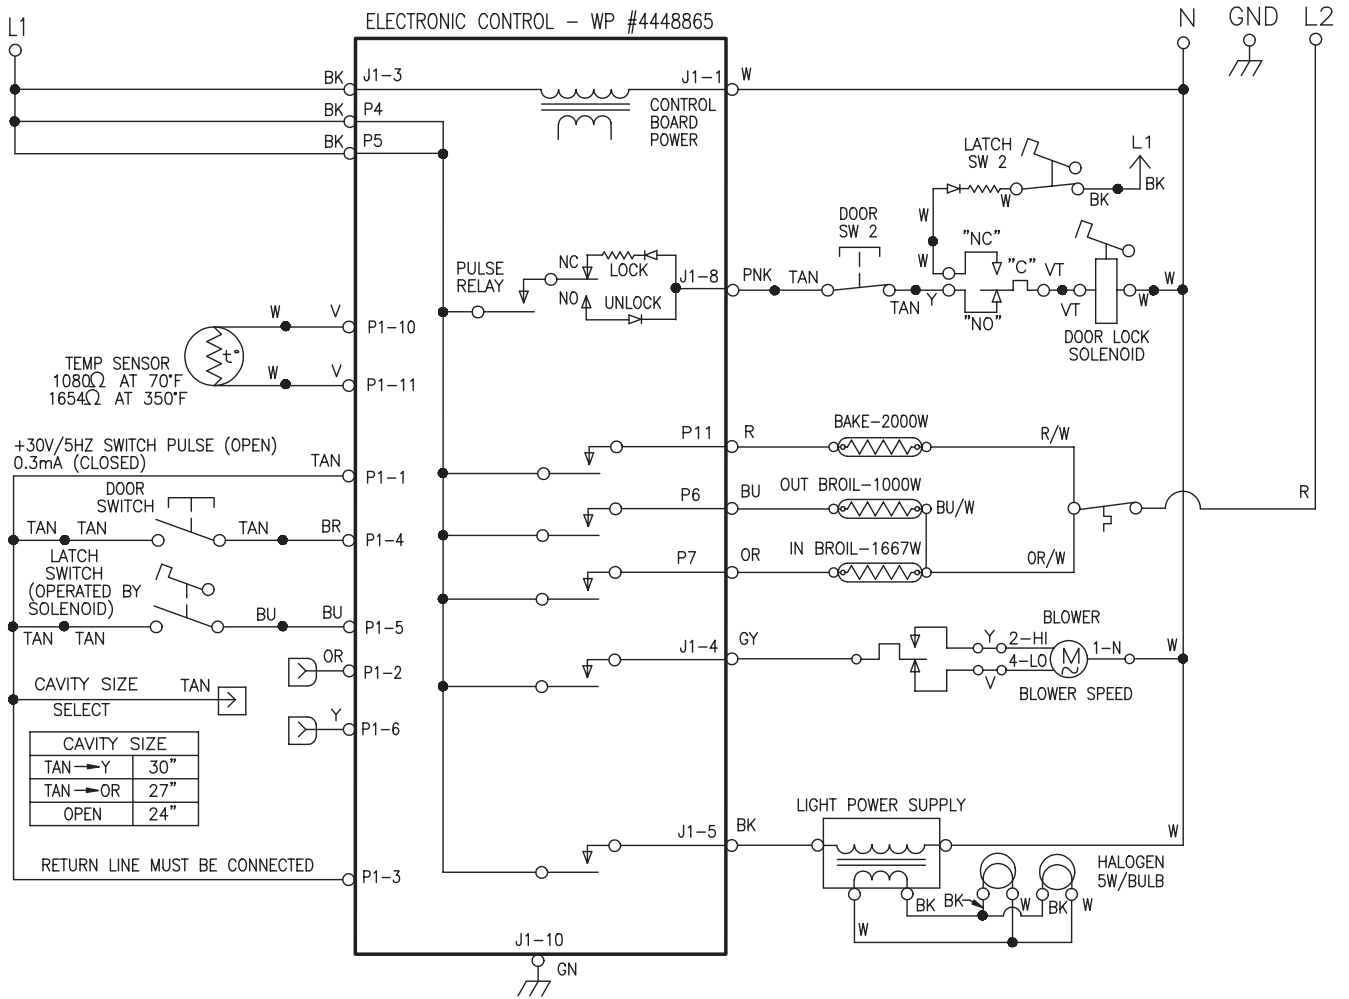 ELECTRONIC CONTROL – WP #4448865
L1
N
GND
L2
BK
J1–3
J1–1
W
BK
P4
BK
P5
CONTROL
BOARD
POWER
LATCH
SW 2
L1
BK
W
BK
DOOR
SW 2
W
W
"NC"
"C"
VT
VT
W
W
PULSE
RELAY
NC
LOCK
NO
UNLOCK
J1–8
PNK
TAN
TAN
Y
"NO"
DOOR LOCK
SOLENOID
W
V
P1–10
t°
TEMP SENSOR
1080Ω AT 70°F
1654Ω AT 350°F
W
V
P1–11
+30V/5HZ SWITCH PULSE (OPEN)
0.3mA (CLOSED)
TAN
P1–1
DOOR
SWITCH
TAN
TAN
TAN
BR
P1–4
LATCH
SWITCH
(OPERATED BY
SOLENOID)
TAN
TAN
BU
BU
P1–5
OR
P1–2
CAVITY SIZE
SELECT
TAN
Y
P1–6
P11
R
BAKE–2000W
R/W
P6
BU
OUT BROIL–1000W
BU/W
R
P7
OR
IN BROIL–1667W
OR/W
J1–4
GY
Y
2–HI
4–LO
V
BLOWER
M
1–N
W
BLOWER SPEED
CAVITY SIZE
TAN Y 30"
TAN OR 27"
OPEN 24"
RETURN LINE MUST BE CONNECTED
P1–3
J1–5
BK
LIGHT POWER SUPPLY
W
HALOGEN
5W/BULB
BK
BK
W
BK
W
W
J1–10
GN